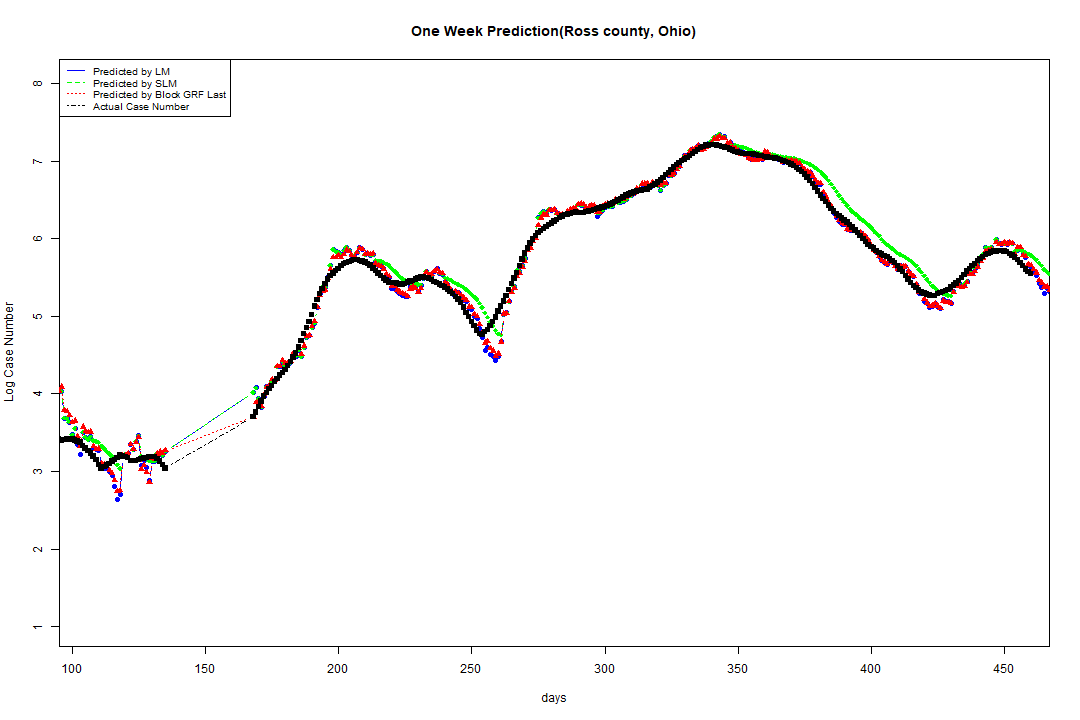 One Week Prediction(Ross county, Ohio)
Predicted by LM
Predicted by SLM
Predicted by Block GRF Last
Actual Case Number
8
7
6
5
4
3
2
1
Log Case Number
100 150 200 250 300 350 400 450
days